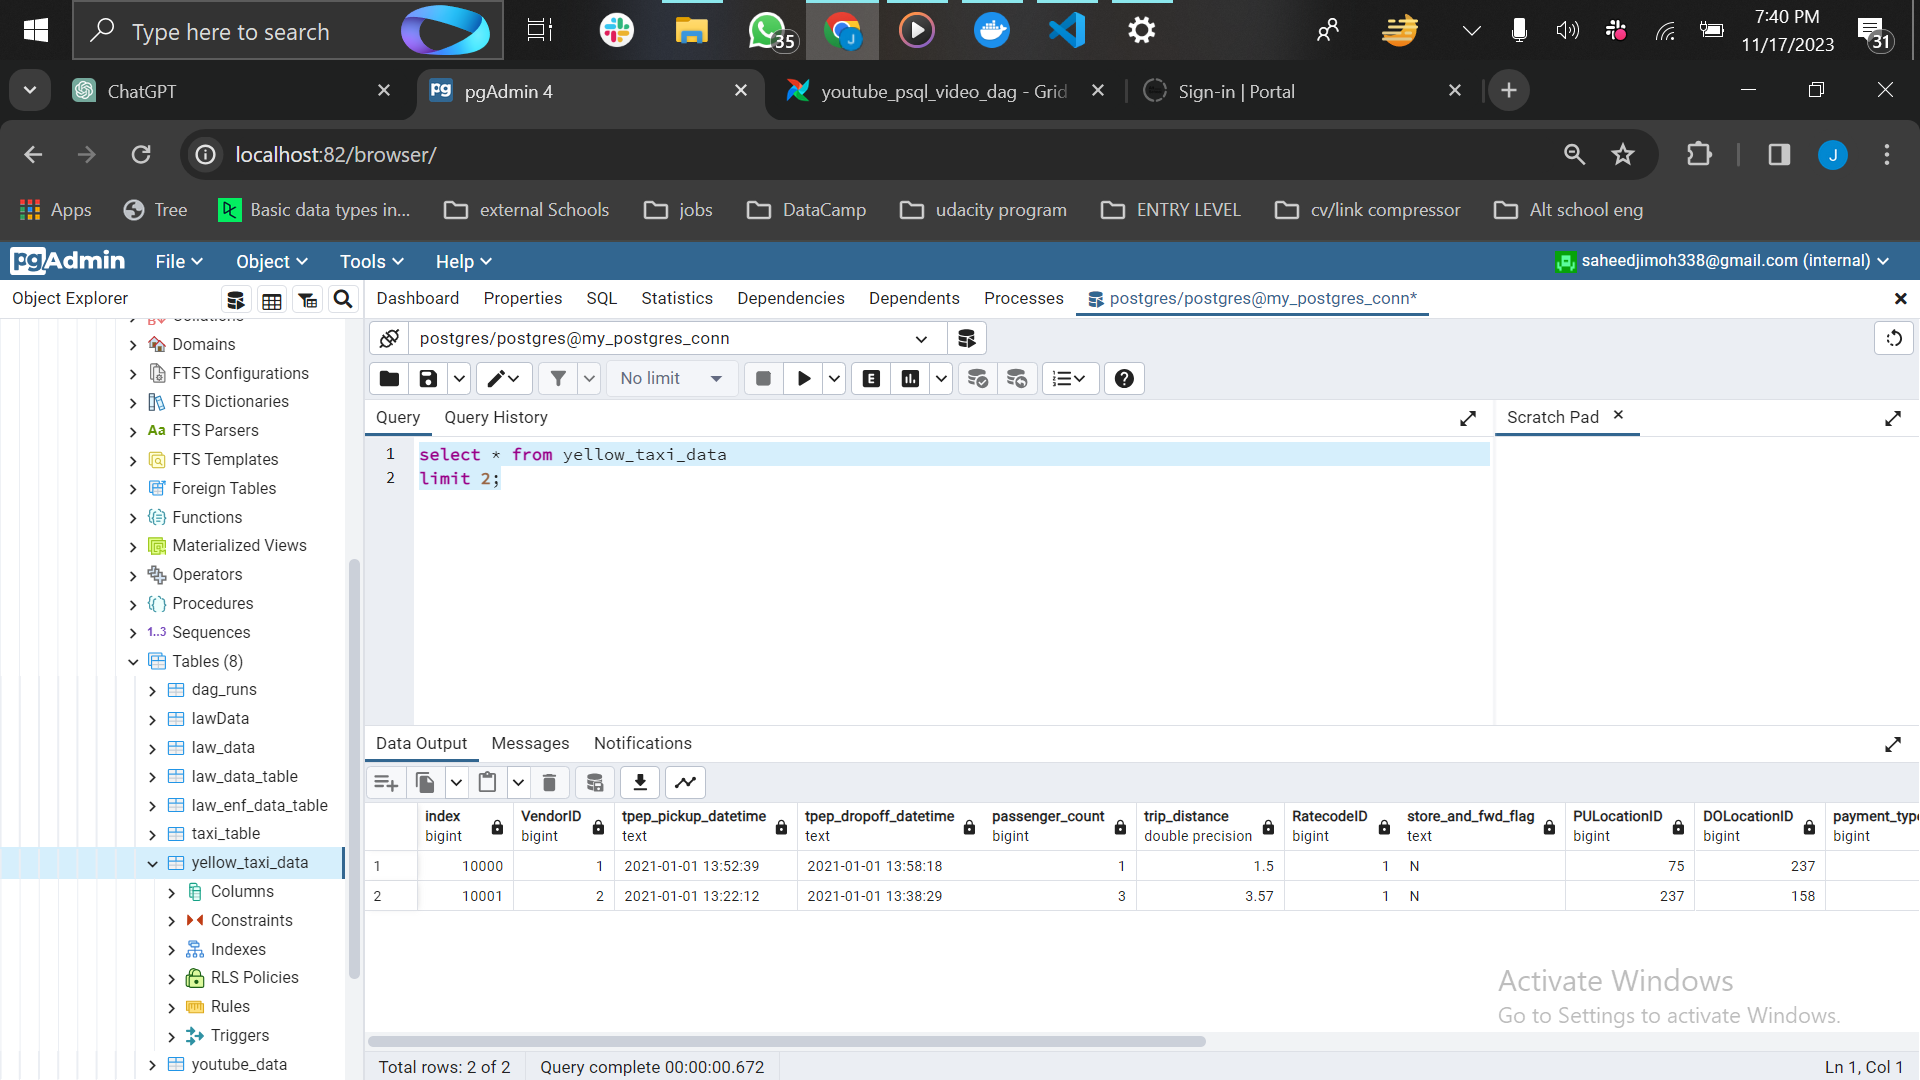 Type here to search
35
7:40 PM
11/17/2023
31
ChatGPT
pgAdmin 4
youtube_psql_video_dag - Grid
Sign-in | Portal
localhost:82/browser/
J
Apps
Tree
Basic data types in...
external Schools
jobs
DataCamp
udacity program
ENTRY LEVEL
cv/link compressor
Alt school eng
pgAdmin
File
Object
Tools
Help
saheedjimoh338@gmail.com (internal)
Object Explorer
Dashboard
Properties
SQL
Statistics
Dependencies
Dependents
Processes
postgres/postgres@my_postgres_conn*
Domains
FTS Configurations
FTS Dictionaries
Aa FTS Parsers
FTS Templates
Foreign Tables
Functions
Materialized Views
Operators
Procedures
1..3 Sequences
Tables (8)
dag_runs
lawData
law_data
law_data_table
law_enf_data_table
taxi_table
yellow_taxi_data
Columns
Constraints
Indexes
RLS Policies
Rules
Triggers
youtube_data
postgres/postgres@my_postgres_conn
No limit
E
Query
Query History
Scratch Pad
1 select * from yellow_taxi_data
2 limit 2;
Data Output
Messages
Notifications
index bigint
VendorID bigint
tpep_pickup_datetime text
tpep_dropoff_datetime text
passenger_count bigint
trip_distance double precision
RatecodeID bigint
store_and_fwd_flag text
PULocationID bigint
DOLocationID bigint
payment_type bigint
1 10000 1 2021-01-01 13:52:39 2021-01-01 13:58:18 1 1.5 1 N 75 237
2 10001 2 2021-01-01 13:22:12 2021-01-01 13:38:29 3 3.57 1 N 237 158
Activate Windows
Go to Settings to activate Windows.
Total rows: 2 of 2
Query complete 00:00:00.672
Ln 1, Col 1